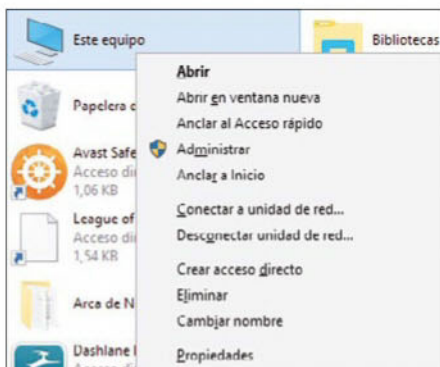 Este equipo
Bibliotecas
Papelera d
Avast Safe
Acceso di
1,06 KB
League of
Acceso di
1,54 KB
Arca de N
Dashlane
Abrir
Abrir en ventana nueva
Anclar al Acceso rápido
Administrar
Anclar a Inicio
Conectar a unidad de red...
Desconectar unidad de red...
Crear acceso directo
Eliminar
Cambiar nombre
Propiedades